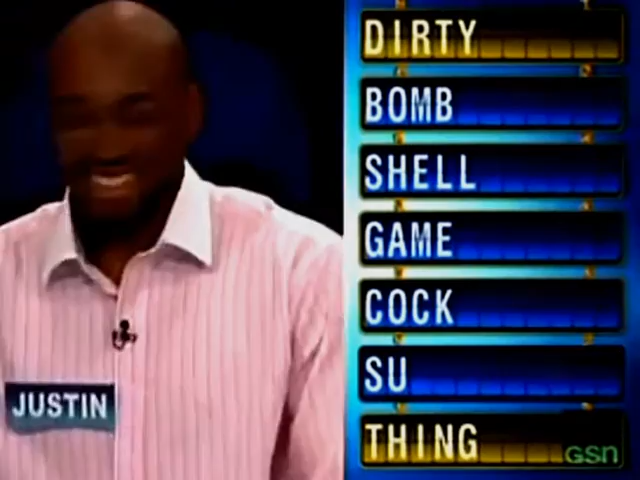 DIRTY
BOMB
SHELL
GAME
COCK
SU
THING
JUSTIN
GSN